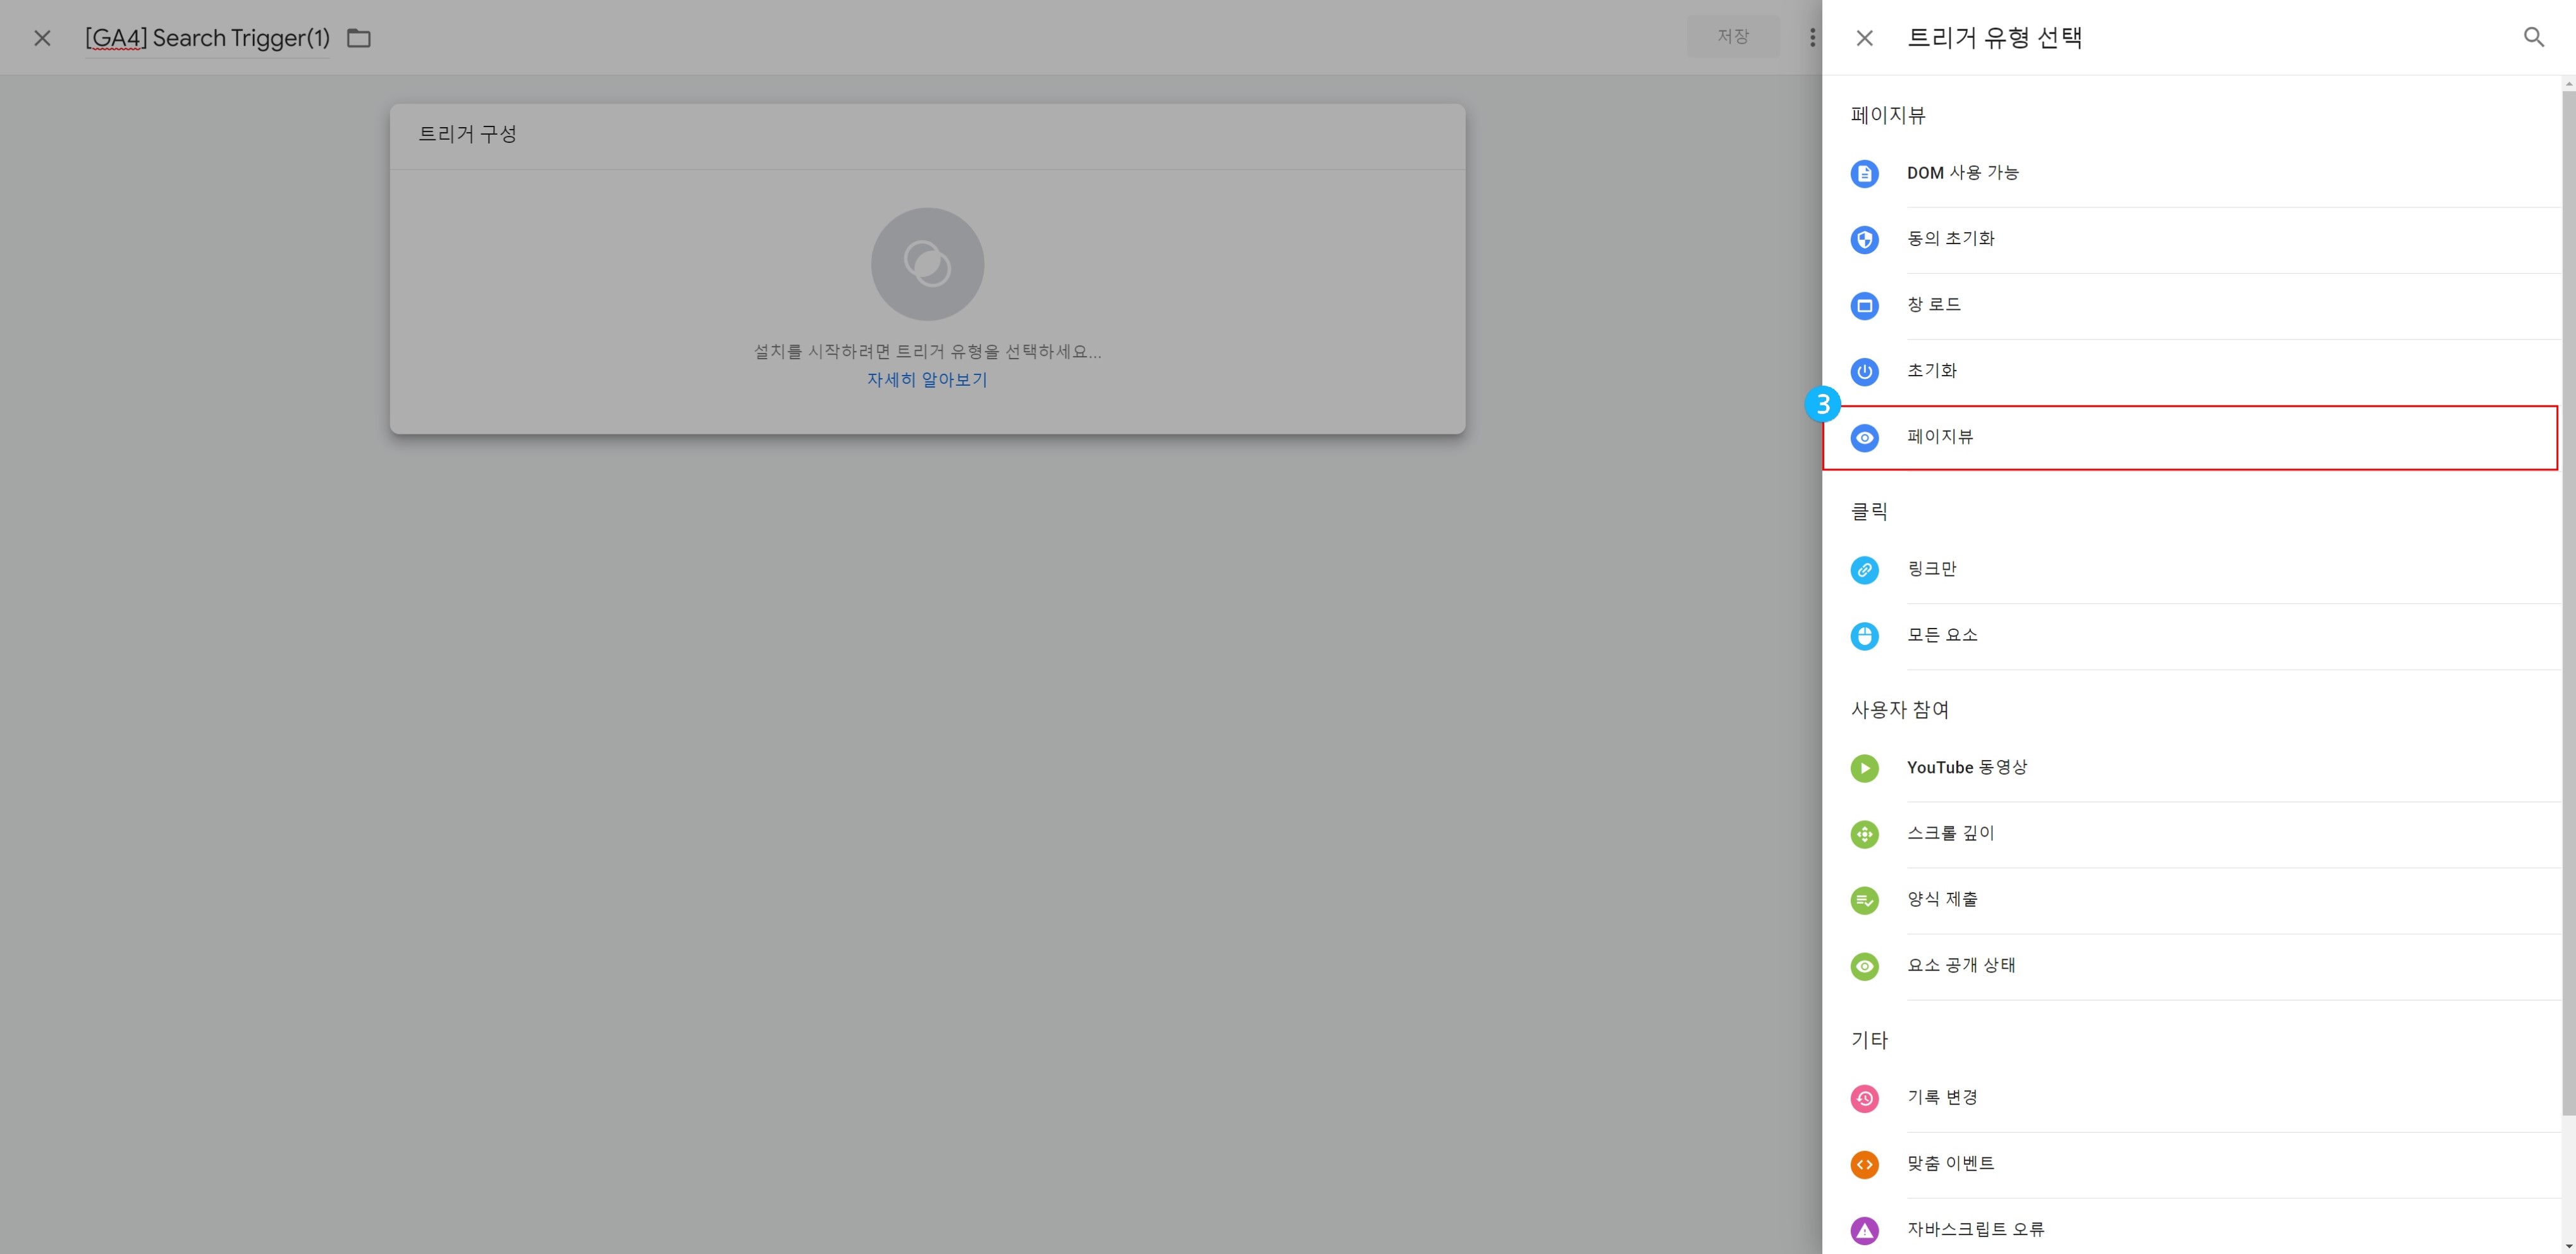 [GA4] Search Trigger(1)
저장
트리거 구성
설치를 시작하려면 트리거 유형을 선택하세요...
자세히 알아보기
트리거 유형 선택
페이지뷰
DOM 사용 가능
동의 초기화
창 로드
초기화
3
페이지뷰
클릭
링크만
모든 요소
사용자 참여
YouTube 동영상
스크롤 깊이
양식 제출
요소 공개 상태
기타
기록 변경
맞춤 이벤트
자바스크립트 오류